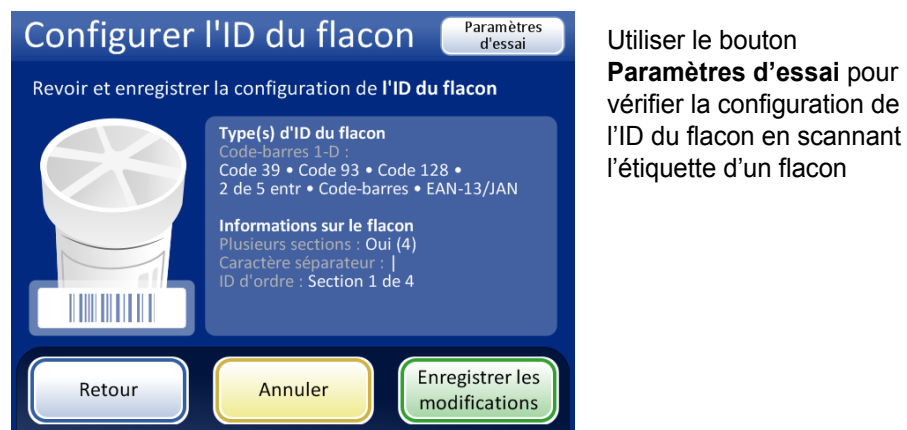 Configurer l'ID du flacon
Paramètres
d'essai
Revoir et enregistrer la configuration de l'ID du flacon
Type(s) d'ID du flacon
Code-barres 1-D :
Code 39 • Code 93 • Code 128 •
2 de 5 entr • Code-barres • EAN-13/JAN
Informations sur le flacon
Plusieurs sections : Oui (4)
Caractère séparateur : |
ID d'ordre : Section 1 de 4
Retour
Annuler
Enregistrer les
modifications
Utiliser le bouton
Paramètres d’essai pour
vérifier la configuration de
l’ID du flacon en scannant
l’étiquette d’un flacon